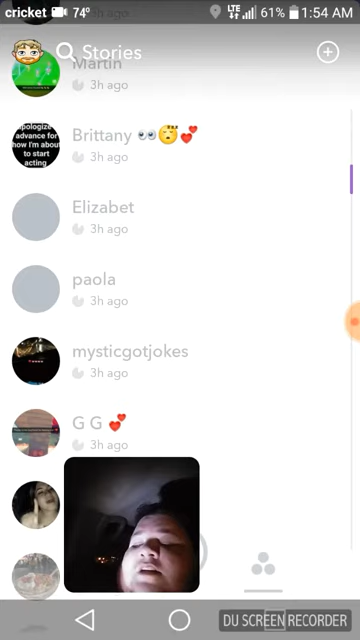 cricket 74° LTE 61% 1:54 AM
Stories
Martin
3h ago
apologize
advance for
how I'm about
to start
acting
Brittany 👀😴💕
3h ago
Elizabet
3h ago
paola
3h ago
mysticgotjokes
3h ago
G G 💕
3h ago
DU SCREEN RECORDER